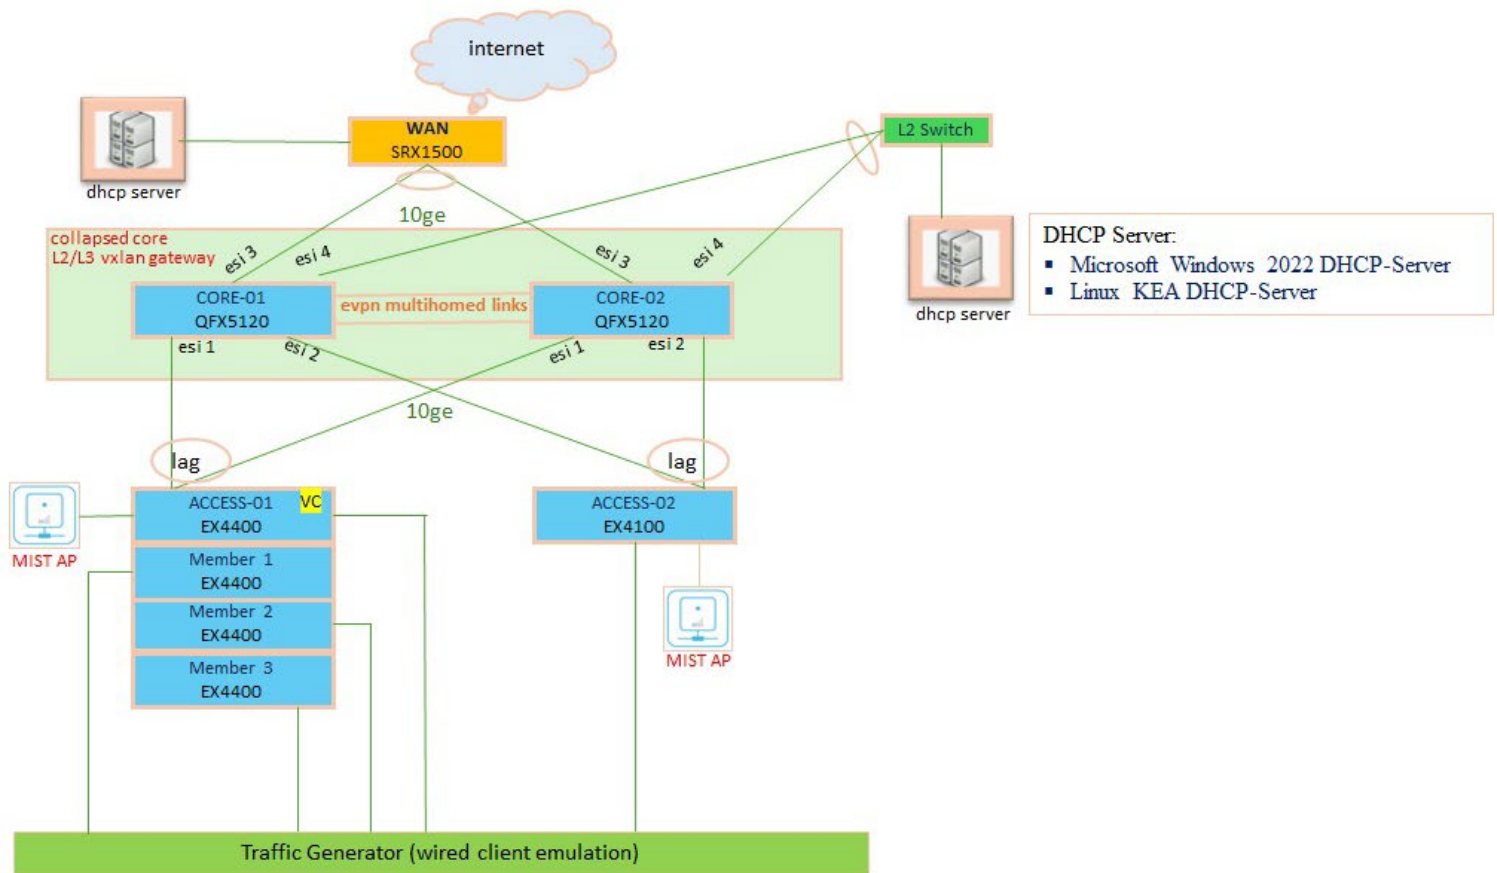 internet
WAN
SRX1500
L2 Switch
dhcp server
10ge
collapsed core
L2/L3 vxlan gateway
esi 3
esi 4
esi 3
esi 4
DHCP Server:
▪ Microsoft Windows 2022 DHCP-Server
▪ Linux KEA DHCP-Server
dhcp server
CORE-01
QFX5120
evpn multihomed links
CORE-02
QFX5120
esi 1
esi 2
esi 1
esi 2
10ge
lag
lag
ACCESS-01
VC
EX4400
MIST AP
Member 1
EX4400
Member 2
EX4400
Member 3
EX4400
ACCESS-02
EX4100
MIST AP
Traffic Generator (wired client emulation)